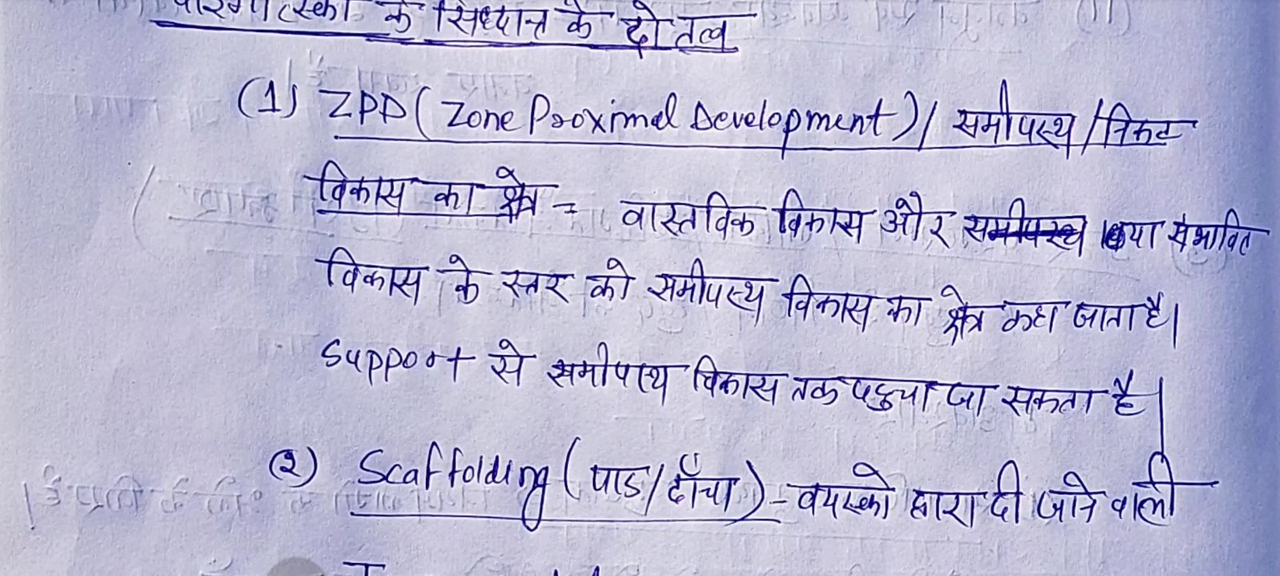 के सिध्दान्त के दो तत्व
(1) ZPD ( Zone Proximal Development ) / समीपस्थ / निकट
विकास का क्षेत्र = वास्तविक विकास और समीपस्थ या संभावित
विकास के स्तर को समीपस्थ विकास का क्षेत्र कहा जाता है।
Support से समीपस्थ विकास तक पहुचा जा सकता है।
(2) Scaffolding ( पाड / ढाँचा ) - वयस्को द्वारा दी जाने वाली